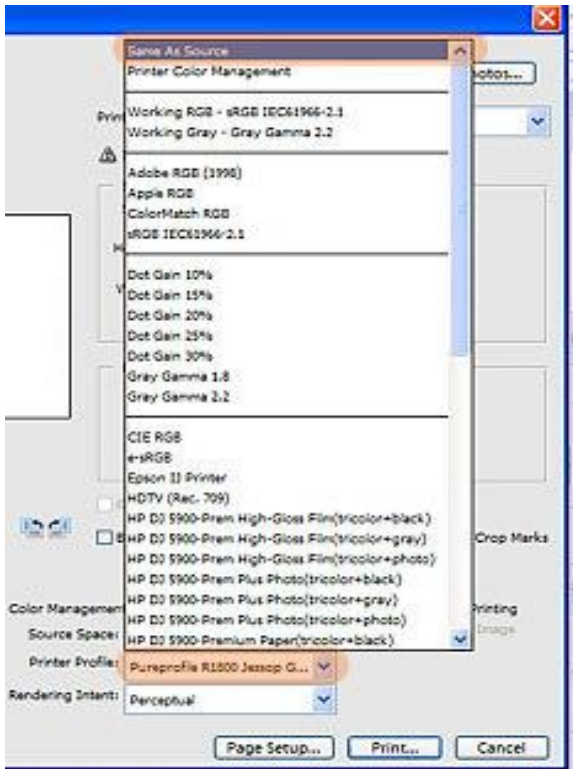 Same As Source
Printer Color Management
otos...
Prin
Working RGB - sRGB IEC61966-2.1
Working Gray - Gray Gamma 2.2
Adobe RGB (1998)
Apple RGB
ColorMatch RGB
sRGB IEC61966-2.1
H
Dot Gain 10%
W
Dot Gain 15%
Dot Gain 20%
Dot Gain 25%
Dot Gain 30%
Gray Gamma 1.8
Gray Gamma 2.2
CIE RGB
e-sRGB
Epson IJ Printer
HDTV (Rec. 709)
HP DJ 5900-Prem High-Gloss Film(tricolor+black)
HP DJ 5900-Prem High-Gloss Film(tricolor+gray) Crop Marks
HP DJ 5900-Prem High-Gloss Film(tricolor+photo)
HP DJ 5900-Prem Plus Photo(tricolor+black)
HP DJ 5900-Prem Plus Photo(tricolor+gray)
Color Managemen HP DJ 5900-Prem Plus Photo(tricolor+photo) Printing
Source Space: HP DJ 5900-Premium Paper(tricolor+black) Image
Printer Profile: Pureprofile R1800 Jessop G...
Rendering Intent: Perceptual
Page Setup... Print... Cancel